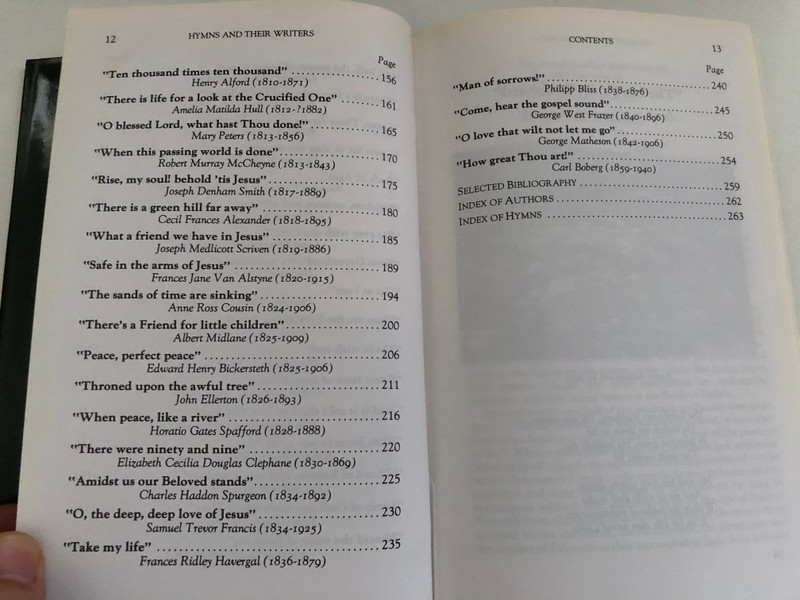 12
HYMNS AND THEIR WRITERS
Page
"Ten thousand times ten thousand" .................... 156
Henry Alford (1810-1871)
"There is life for a look at the Crucified One" ........ 161
Amelia Matilda Hull (1812-?1882)
"O blessed Lord, what hast Thou done!" ............... 165
Mary Peters (1813-1856)
"When this passing world is done" .................... 170
Robert Murray McCheyne (1813-1843)
"Rise, my soul! behold 'tis Jesus" .................... 175
Joseph Denham Smith (1817-1889)
"There is a green hill far away" ...................... 180
Cecil Frances Alexander (1818-1895)
"What a friend we have in Jesus" ..................... 185
Joseph Medlicott Scriven (1819-1886)
"Safe in the arms of Jesus" ........................... 189
Frances Jane Van Alstyne (1820-1915)
"The sands of time are sinking" ....................... 194
Anne Ross Cousin (1824-1906)
"There's a Friend for little children" .................. 200
Albert Midlane (1825-1909)
"Peace, perfect peace" ................................ 206
Edward Henry Bickersteth (1825-1906)
"Throned upon the awful tree" ....................... 211
John Ellerton (1826-1893)
"When peace, like a river" ............................ 216
Horatio Gates Spafford (1828-1888)
"There were ninety and nine" ........................ 220
Elizabeth Cecilia Douglas Clephane (1830-1869)
"Amidst us our Beloved stands" ...................... 225
Charles Haddon Spurgeon (1834-1892)
"O, the deep, deep love of Jesus" ..................... 230
Samuel Trevor Francis (1834-1925)
"Take my life" ....................................... 235
Frances Ridley Havergal (1836-1879)
CONTENTS
13
Page
"Man of sorrows!" .................................... 240
Philipp Bliss (1838-1876)
"Come, hear the gospel sound" ....................... 245
George West Frazer (1840-1896)
"O love that wilt not let me go" ...................... 250
George Matheson (1842-1906)
"How great Thou art!" ................................ 254
Carl Boberg (1859-1940)
SELECTED BIBLIOGRAPHY ............................. 259
INDEX OF AUTHORS .................................. 262
INDEX OF HYMNS .................................... 263